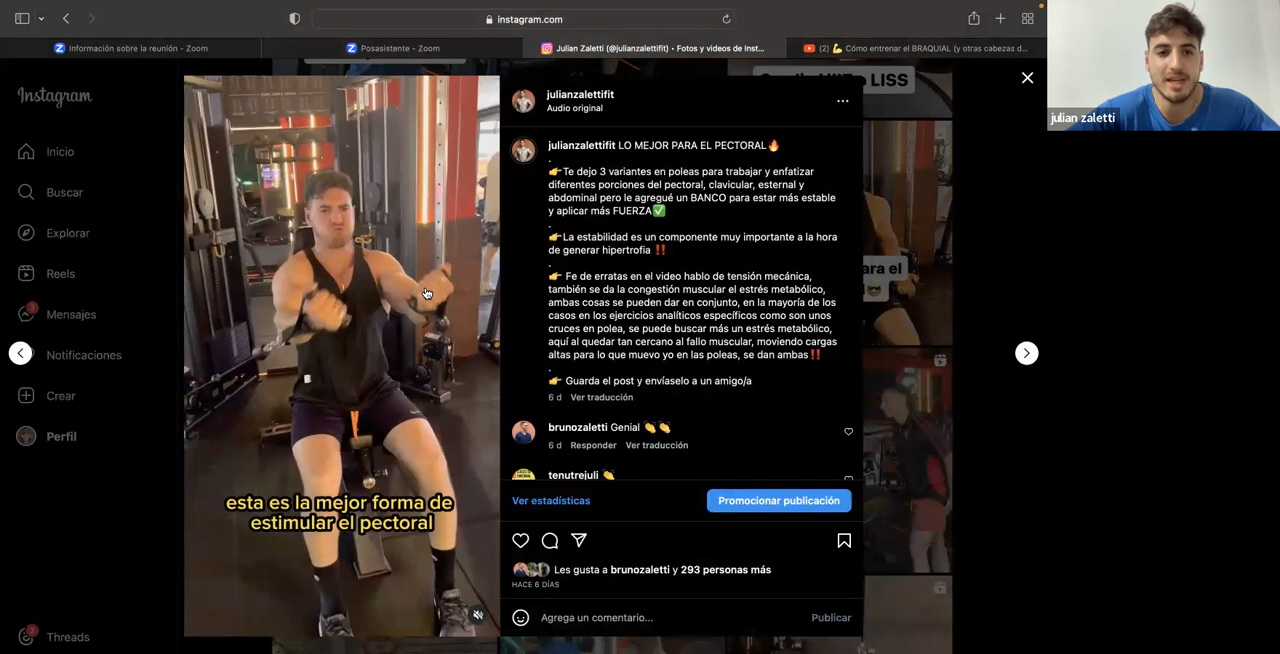 instagram.com
Información sobre la reunión - Zoom
Posasistente - Zoom
Julian Zaletti (@julianzalettifit) • Fotos y videos de Inst...
(2) 💪 Cómo entrenar el BRAQUIAL (y otras cabezas d...
julian zaletti
Instagram
Inicio
Buscar
Explorar
Reels
3
Mensajes
Notificaciones
Crear
Perfil
2
Threads
LISS
ara el
esta es la mejor forma de
estimular el pectoral
julianzalettifit
Audio original
julianzalettifit LO MEJOR PARA EL PECTORAL🔥
.
👉Te dejo 3 variantes en poleas para trabajar y enfatizar
diferentes porciones del pectoral, clavicular, esternal y
abdominal pero le agregué un BANCO para estar más estable
y aplicar más FUERZA✅
.
👉La estabilidad es un componente muy importante a la hora
de generar hipertrofia ‼️
.
👉 Fe de erratas en el video hablo de tensión mecánica,
también se da la congestión muscular el estrés metabólico,
ambas cosas se pueden dar en conjunto, en la mayoría de los
casos en los ejercicios analíticos específicos como son unos
cruces en polea, se puede buscar más un estrés metabólico,
aquí al quedar tan cercano al fallo muscular, moviendo cargas
altas para lo que muevo yo en las poleas, se dan ambas‼️
.
👉 Guarda el post y envíaselo a un amigo/a
6 d Ver traducción
brunozaletti Genial 👏👏
6 d Responder Ver traducción
tenutrejuli 👏
Ver estadísticas
Promocionar publicación
Les gusta a brunozaletti y 293 personas más
HACE 6 DÍAS
Agrega un comentario...
Publicar